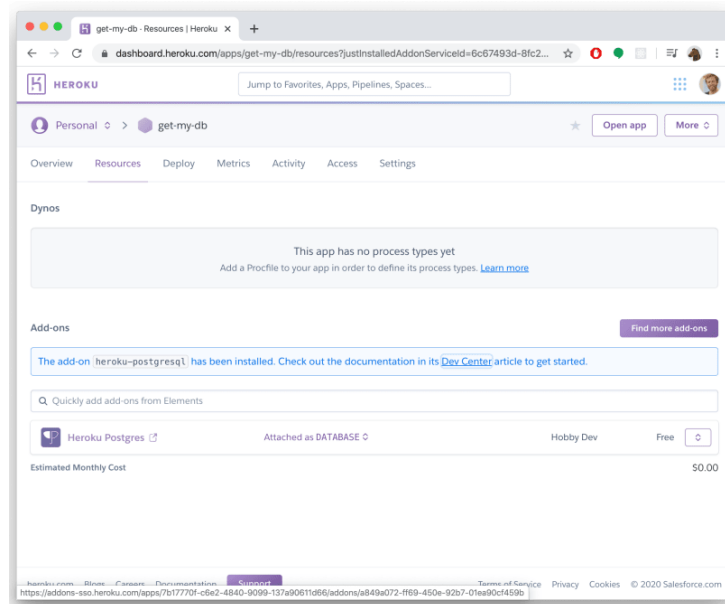 get-my-db · Resources | Heroku
dashboard.heroku.com/apps/get-my-db/resources?justInstalledAddonServiceId=6c67493d-8fc2...
HEROKU
Jump to Favorites, Apps, Pipelines, Spaces...
Personal > get-my-db
Open app
More
Overview Resources Deploy Metrics Activity Access Settings
Dynos
This app has no process types yet
Add a Procfile to your app in order to define its process types. Learn more
Add-ons
Find more add-ons
The add-on heroku-postgresql has been installed. Check out the documentation in its Dev Center article to get started.
Quickly add add-ons from Elements
Heroku Postgres Attached as DATABASE Hobby Dev Free
Estimated Monthly Cost $0.00
heroku.com Blogs Careers Documentation Support Terms of Service Privacy Cookies © 2020 Salesforce.com
https://addons-sso.heroku.com/apps/7b17770f-c6e2-4840-9099-137a90611d66/addons/a849a072-ff69-450e-92b7-01ea90cf459b